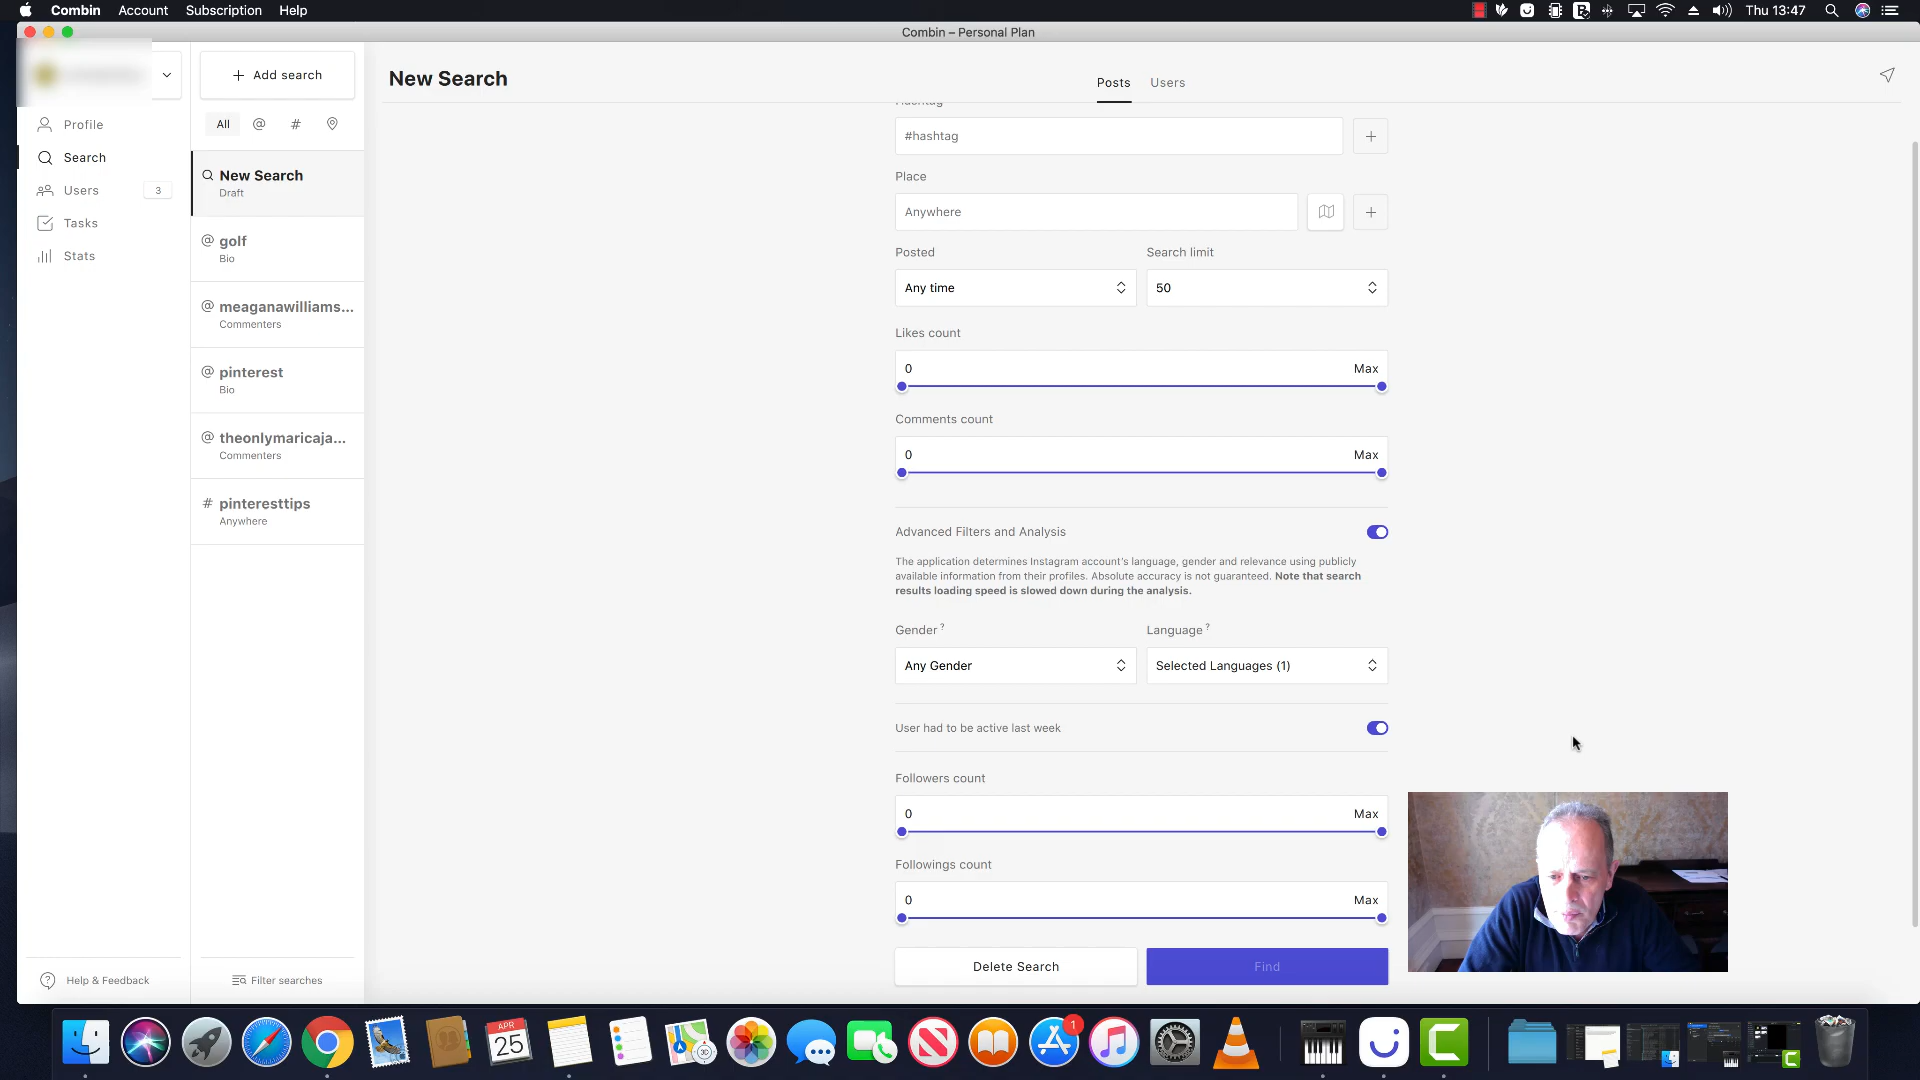 Combin Account Subscription Help
Thu 13:47
Combin – Personal Plan
Profile
Search
Users 3
Tasks
Stats
Help & Feedback
+ Add search
All @ #
New Search
Draft
@ golf
Bio
@ meaganawilliams...
Commenters
@ pinterest
Bio
@ theonlymaricaja...
Commenters
# pinteresttips
Anywhere
Filter searches
New Search
Posts Users
Hashtag
#hashtag
Place
Anywhere
Posted Search limit
Any time 50
Likes count
0 Max
Comments count
0 Max
Advanced Filters and Analysis
The application determines Instagram account's language, gender and relevance using publicly
available information from their profiles. Absolute accuracy is not guaranteed. Note that search
results loading speed is slowed down during the analysis.
Gender ? Language ?
Any Gender Selected Languages (1)
User had to be active last week
Followers count
0 Max
Followings count
0 Max
Delete Search Find
APR
25
1